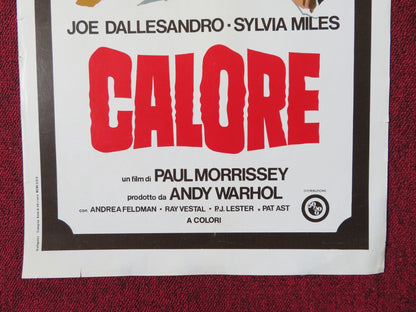 JOE DALLESANDRO · SYLVIA MILES
CALORE
un film di PAUL MORRISSEY
prodotto da ANDY WARHOL
con ANDREA FELDMAN · RAY VESTAL · P.J. LESTER e PAT AST
A COLORI
DISTRIBUZIONE